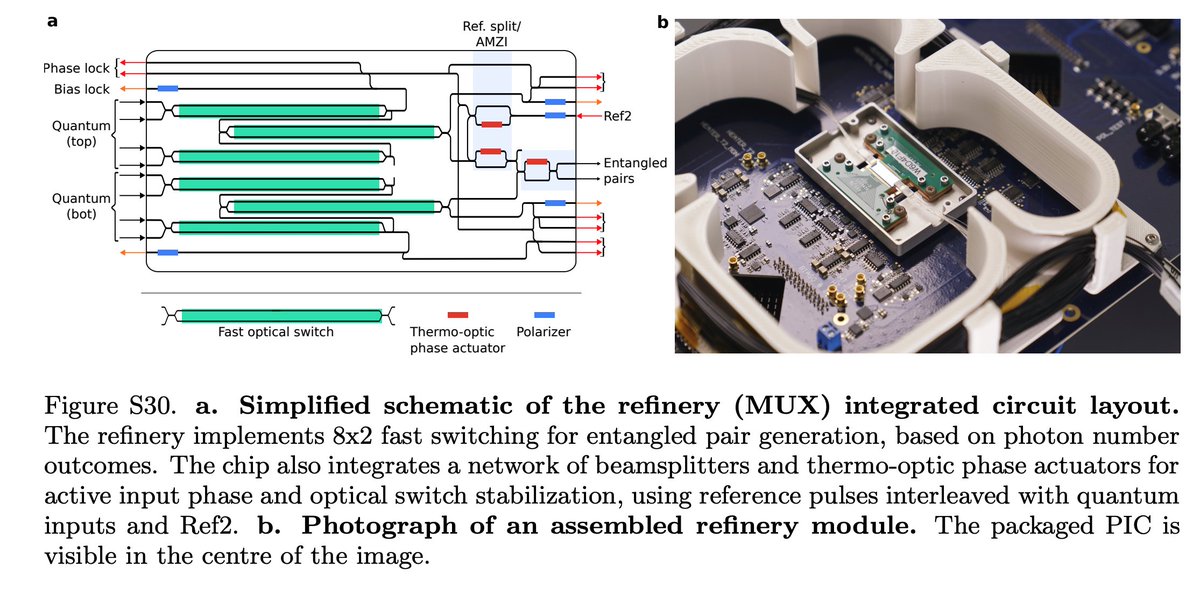 a
b
Ref. split/
AMZI
Phase lock
Bias lock
Quantum
(top)
Quantum
(bot)
Ref2
Entangled
pairs
Fast optical switch
Thermo-optic
phase actuator
Polarizer
Figure S30. a. Simplified schematic of the refinery (MUX) integrated circuit layout.
The refinery implements 8x2 fast switching for entangled pair generation, based on photon number
outcomes. The chip also integrates a network of beamsplitters and thermo-optic phase actuators for
active input phase and optical switch stabilization, using reference pulses interleaved with quantum
inputs and Ref2. b. Photograph of an assembled refinery module. The packaged PIC is
visible in the centre of the image.